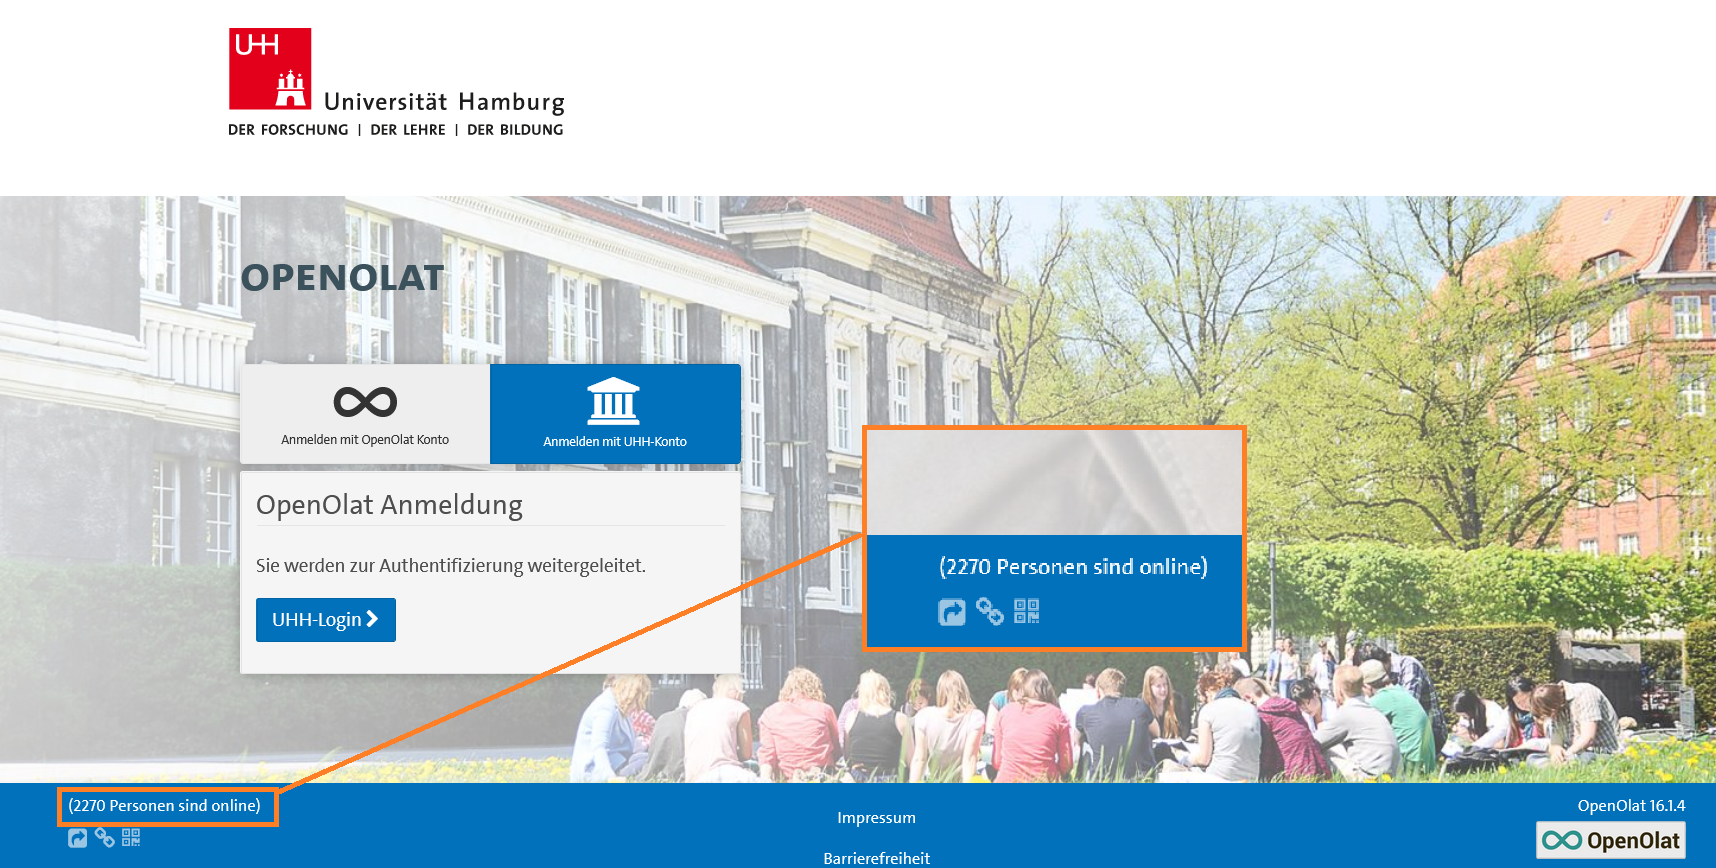 UHH
Universität Hamburg
DER FORSCHUNG | DER LEHRE | DER BILDUNG
OPENOLAT
Anmelden mit OpenOlat Konto
Anmelden mit UHH-Konto
OpenOlat Anmeldung
Sie werden zur Authentifizierung weitergeleitet.
UHH-Login
(2270 Personen sind online)
(2270 Personen sind online)
Impressum
Barrierefreiheit
OpenOlat 16.1.4
OpenOlat